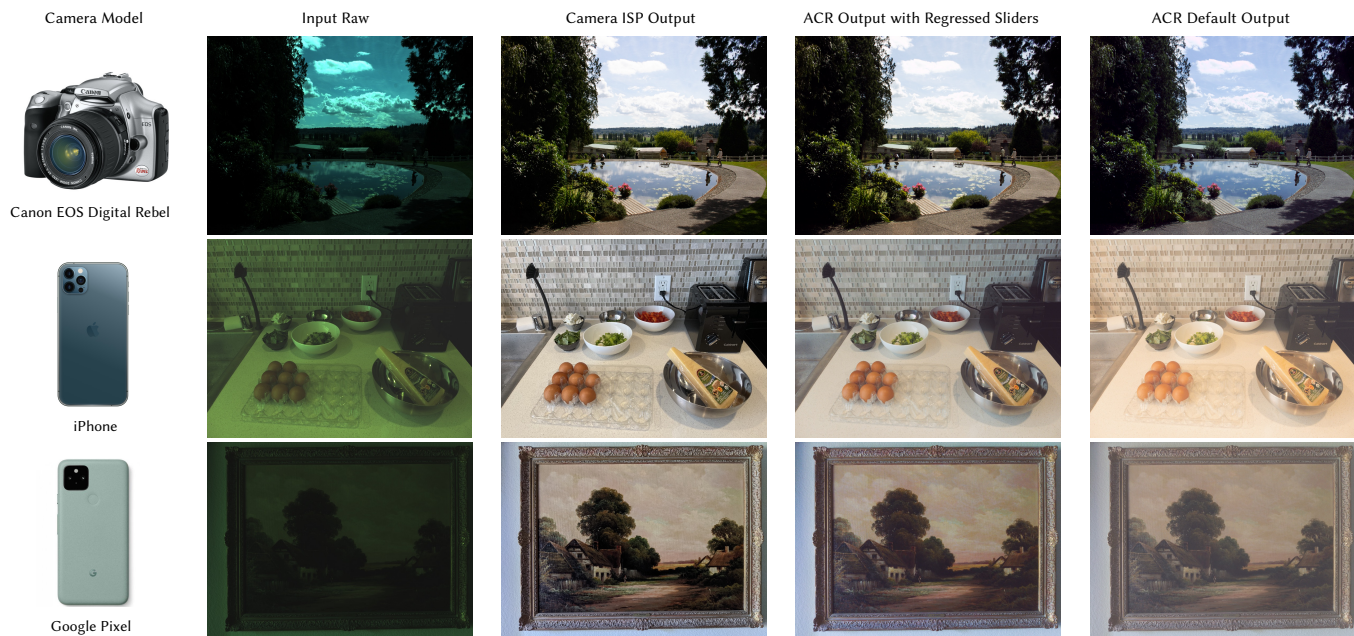 Camera Model
Input Raw
Camera ISP Output
ACR Output with Regressed Sliders
ACR Default Output
Canon
EOS
Canon EOS Digital Rebel
iPhone
Google Pixel